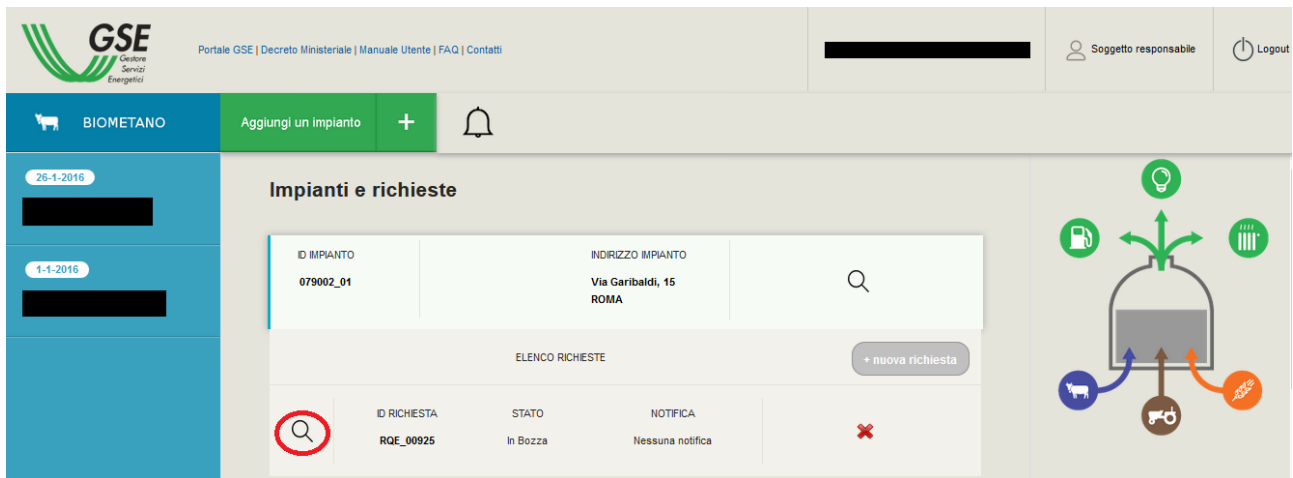 GSE
Gestore
Servizi
Energetici
Portale GSE | Decreto Ministeriale | Manuale Utente | FAQ | Contatti
Soggetto responsabile
Logout
BIOMETANO
Aggiungi un impianto +
26-1-2016
1-1-2016
Impianti e richieste
ID IMPIANTO
079002_01
INDIRIZZO IMPIANTO
Via Garibaldi, 15
ROMA
ELENCO RICHIESTE
+ nuova richiesta
ID RICHIESTA
RQE_00925
STATO
In Bozza
NOTIFICA
Nessuna notifica